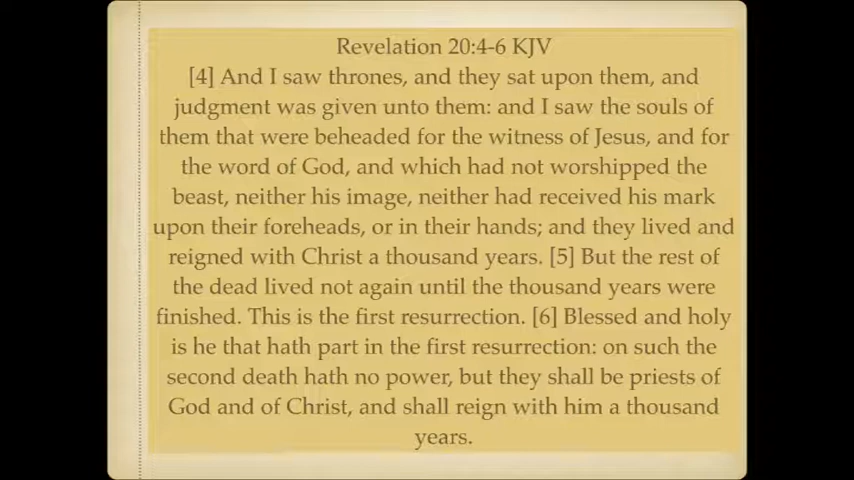 Revelation 20:4-6 KJV
[4] And I saw thrones, and they sat upon them, and
judgment was given unto them: and I saw the souls of
them that were beheaded for the witness of Jesus, and for
the word of God, and which had not worshipped the
beast, neither his image, neither had received his mark
upon their foreheads, or in their hands; and they lived and
reigned with Christ a thousand years. [5] But the rest of
the dead lived not again until the thousand years were
finished. This is the first resurrection. [6] Blessed and holy
is he that hath part in the first resurrection: on such the
second death hath no power, but they shall be priests of
God and of Christ, and shall reign with him a thousand
years.